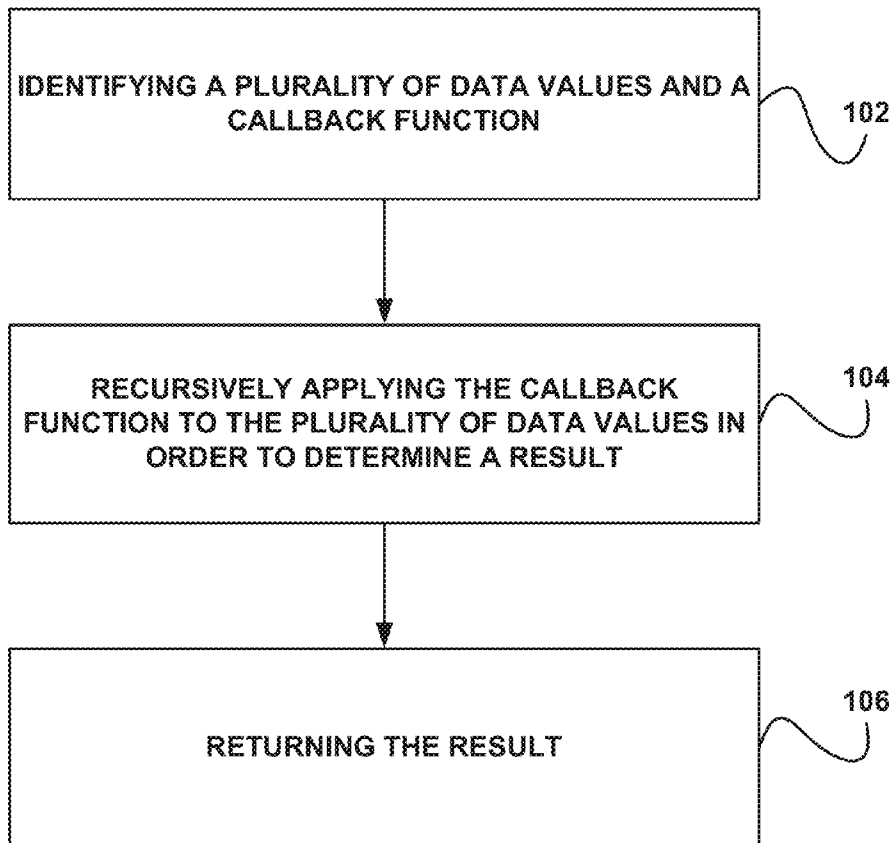 IDENTIFYING A PLURALITY OF DATA VALUES AND A
CALLBACK FUNCTION
102
RECURSIVELY APPLYING THE CALLBACK
FUNCTION TO THE PLURALITY OF DATA VALUES IN
ORDER TO DETERMINE A RESULT
104
RETURNING THE RESULT
106